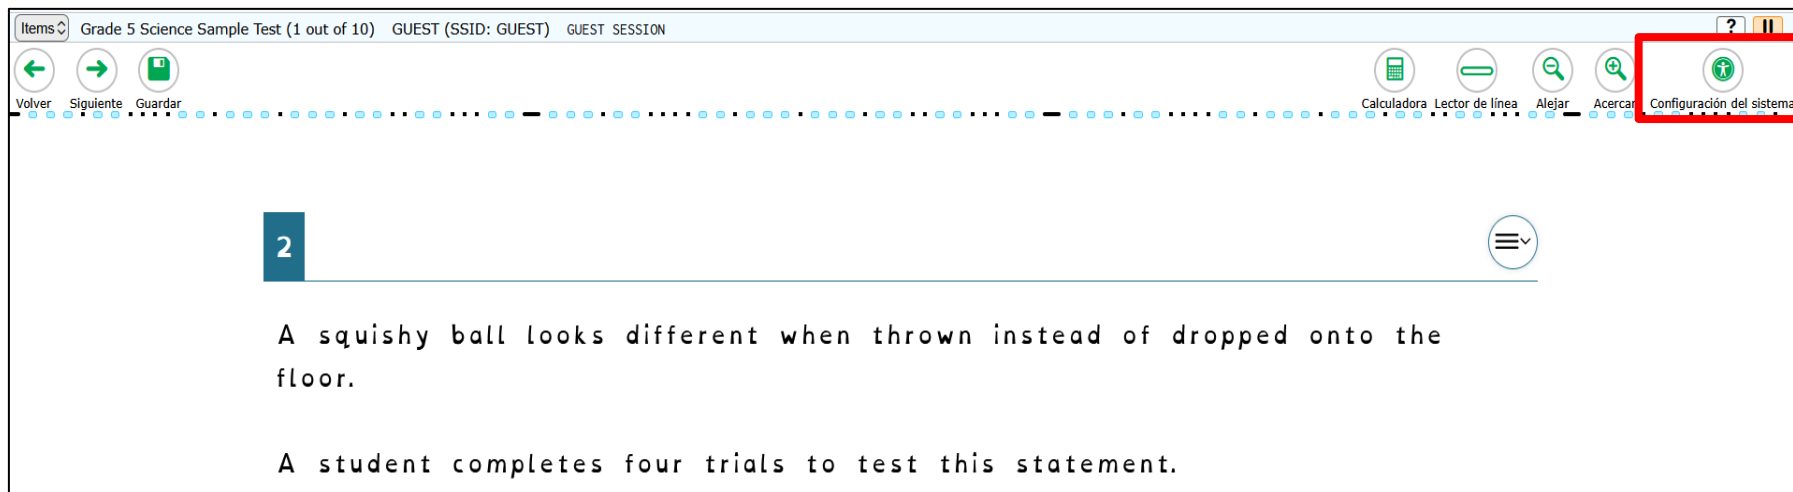 Items Grade 5 Science Sample Test (1 out of 10) GUEST (SSID: GUEST) GUEST SESSION ?
Volver Siguiente Guardar Calculadora Lector de línea Alejar Acercar Configuración del sistema
2
A squishy ball looks different when thrown instead of dropped onto the
floor.
A student completes four trials to test this statement.